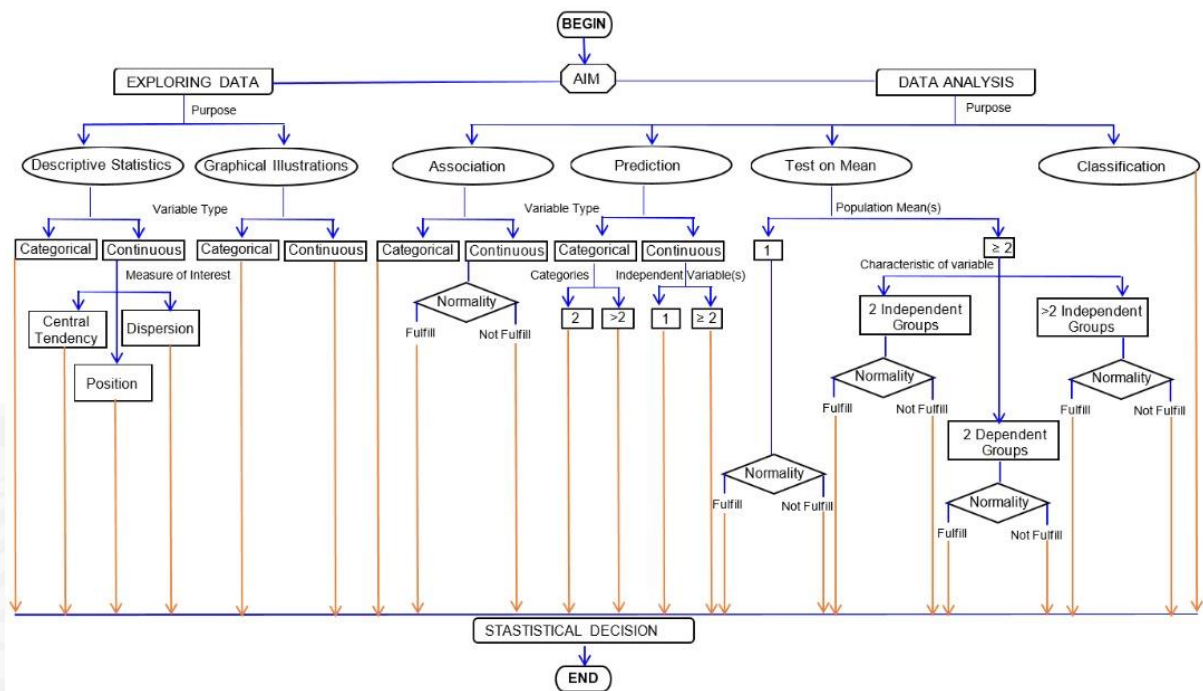 BEGIN
EXPLORING DATA
AIM
DATA ANALYSIS
Purpose
Purpose
Descriptive Statistics
Graphical Illustrations
Association
Prediction
Test on Mean
Classification
Variable Type
Variable Type
Population Mean(s)
Categorical
Continuous
Categorical
Continuous
Categorical
Continuous
Categorical
Continuous
1
≥ 2
Measure of Interest
Categories
Independent Variable(s)
Characteristic of variable
Central
Tendency
Dispersion
Position
Normality
Fulfill
Not Fulfill
2
>2
1
≥ 2
2 Independent
Groups
>2 Independent
Groups
Normality
Fulfill
Not Fulfill
Normality
Fulfill
Not Fulfill
2 Dependent
Groups
Normality
Fulfill
Not Fulfill
Normality
Fulfill
Not Fulfill
STASTISTICAL DECISION
END